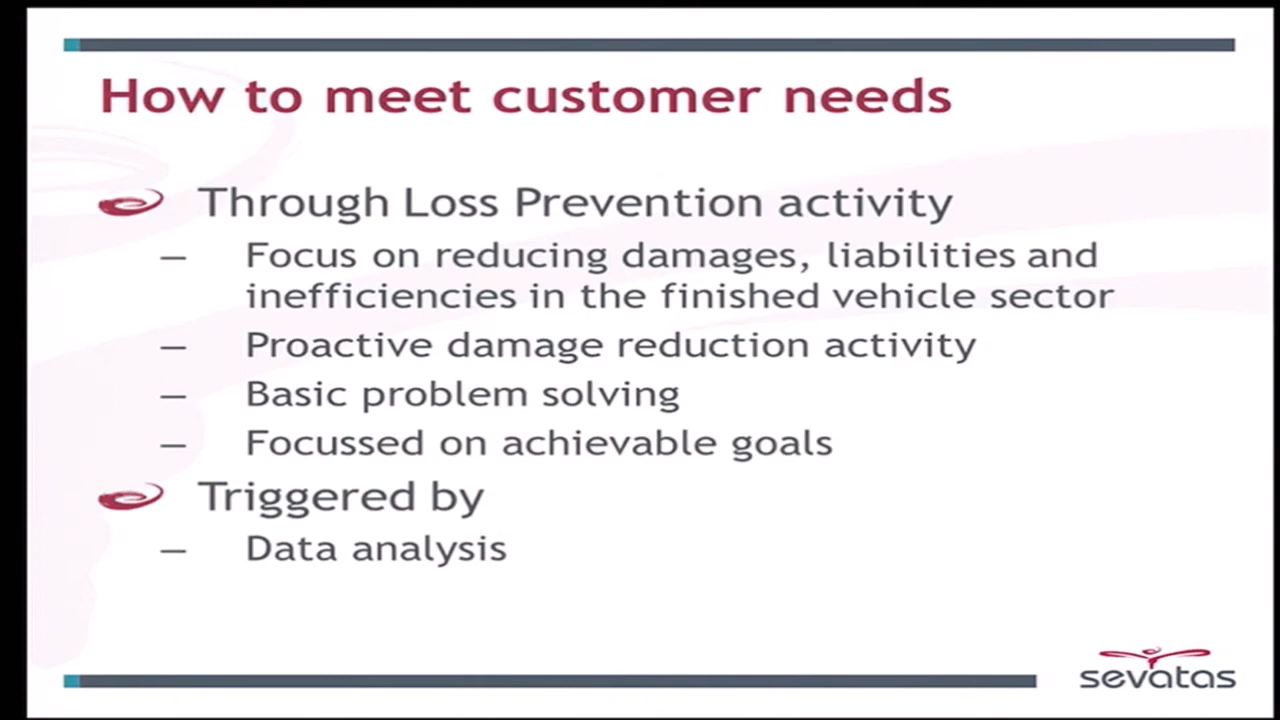 How to meet customer needs
Through Loss Prevention activity
– Focus on reducing damages, liabilities and
inefficiencies in the finished vehicle sector
– Proactive damage reduction activity
– Basic problem solving
– Focussed on achievable goals
Triggered by
– Data analysis
sevatas